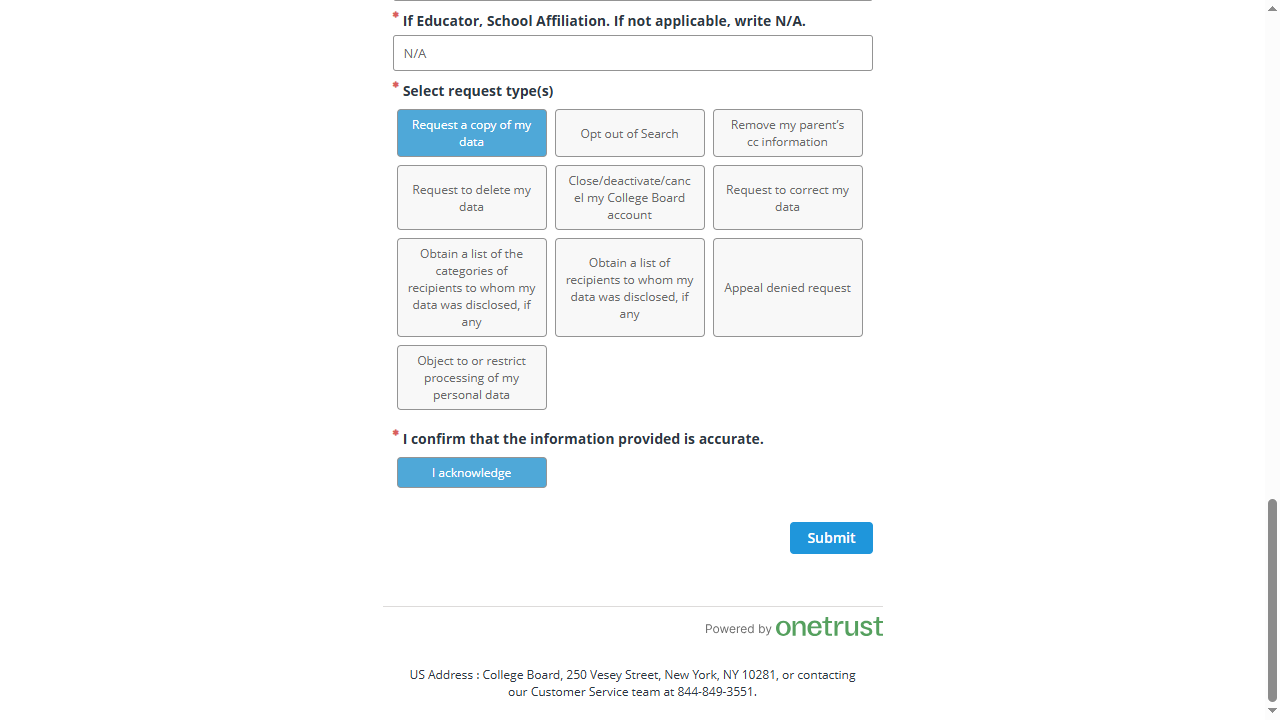 * If Educator, School Affiliation. If not applicable, write N/A.
N/A
* Select request type(s)
Request a copy of my
data
Opt out of Search
Remove my parent’s
cc information
Request to delete my
data
Close/deactivate/canc
el my College Board
account
Request to correct my
data
Obtain a list of the
categories of
recipients to whom my
data was disclosed, if
any
Obtain a list of
recipients to whom my
data was disclosed, if
any
Appeal denied request
Object to or restrict
processing of my
personal data
* I confirm that the information provided is accurate.
I acknowledge
Submit
Powered by onetrust
US Address : College Board, 250 Vesey Street, New York, NY 10281, or contacting
our Customer Service team at 844-849-3551.